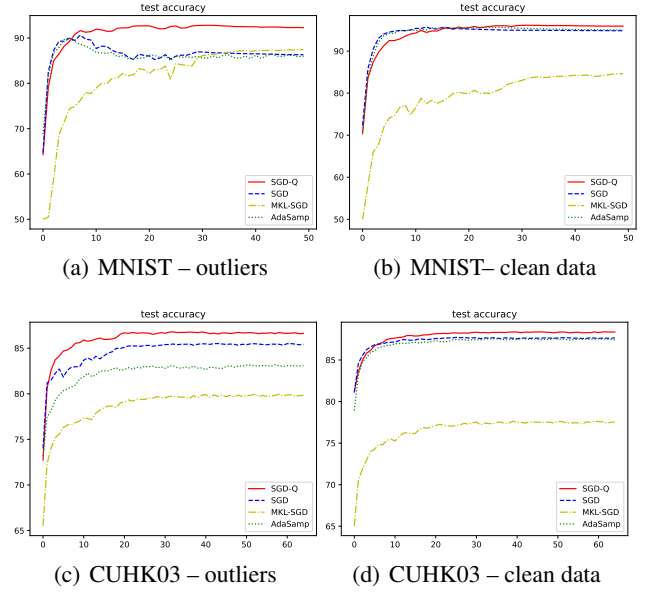 test accuracy
test accuracy
90
80
70
60
50
0
10
20
30
40
50
SGD-Q
SGD
MKL-SGD
AdaSamp
90
80
70
60
50
0
10
20
30
40
50
SGD-Q
SGD
MKL-SGD
AdaSamp
(a) MNIST – outliers
(b) MNIST– clean data
test accuracy
test accuracy
85
80
75
70
65
0
10
20
30
40
50
60
SGD-Q
SGD
MKL-SGD
AdaSamp
85
80
75
70
65
0
10
20
30
40
50
60
SGD-Q
SGD
MKL-SGD
AdaSamp
(c) CUHK03 – outliers
(d) CUHK03 – clean data